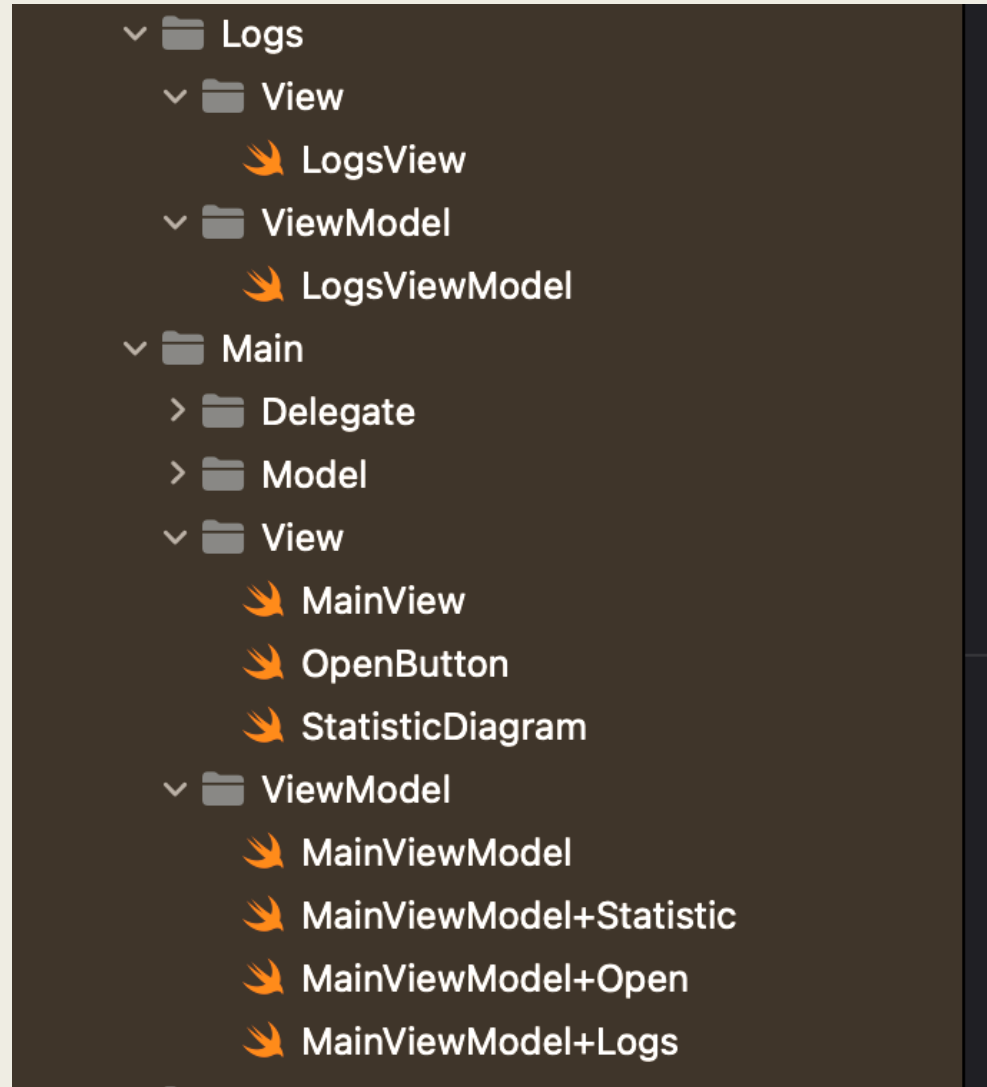 Logs
View
LogsView
ViewModel
LogsViewModel
Main
Delegate
Model
View
MainView
OpenButton
StatisticDiagram
ViewModel
MainViewModel
MainViewModel+Statistic
MainViewModel+Open
MainViewModel+Logs